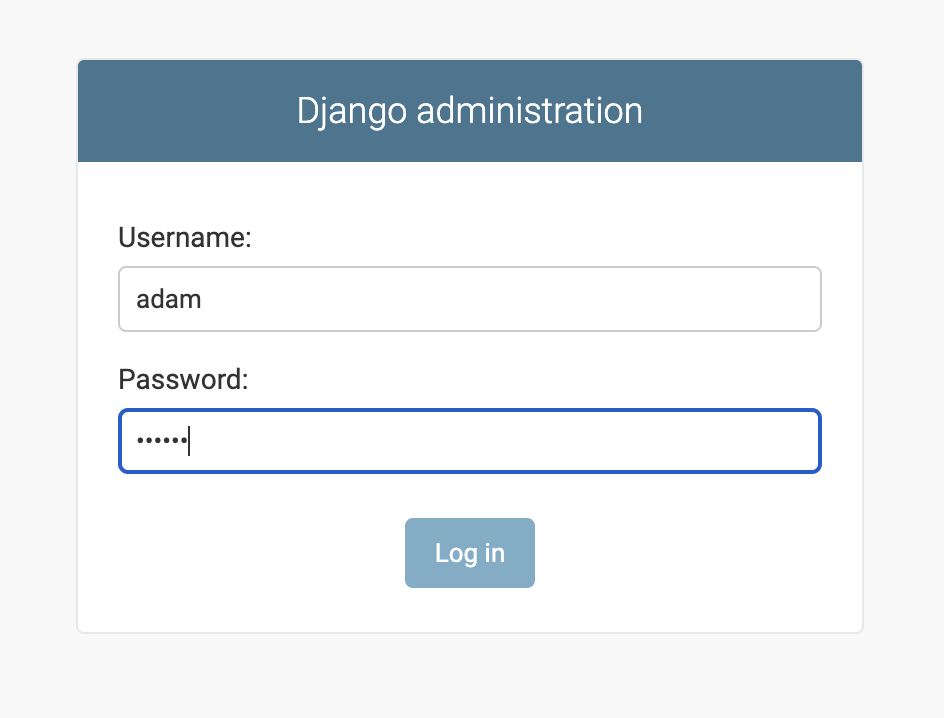 Django administration
Username:
adam
Password:
••••••
Log in